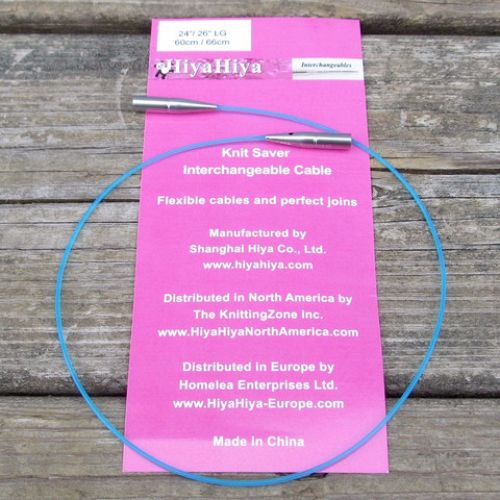 24"/ 26" LG
60cm / 66cm
HiyaHiya
Interchangeables
Knit Saver
Interchangeable Cable
Flexible cables and perfect joins
Manufactured by
Shanghai Hiya Co., Ltd.
www.hiyahiya.com
Distributed in North America by
The KnittingZone Inc.
www.HiyaHiyaNorthAmerica.com
Distributed in Europe by
Homelea Enterprises Ltd.
www.HiyaHiya-Europe.com
Made in China